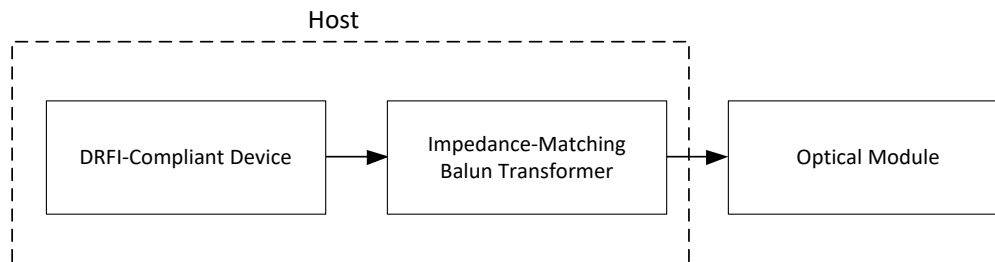 Host
DRFI-Compliant Device
Impedance-Matching
Balun Transformer
Optical Module